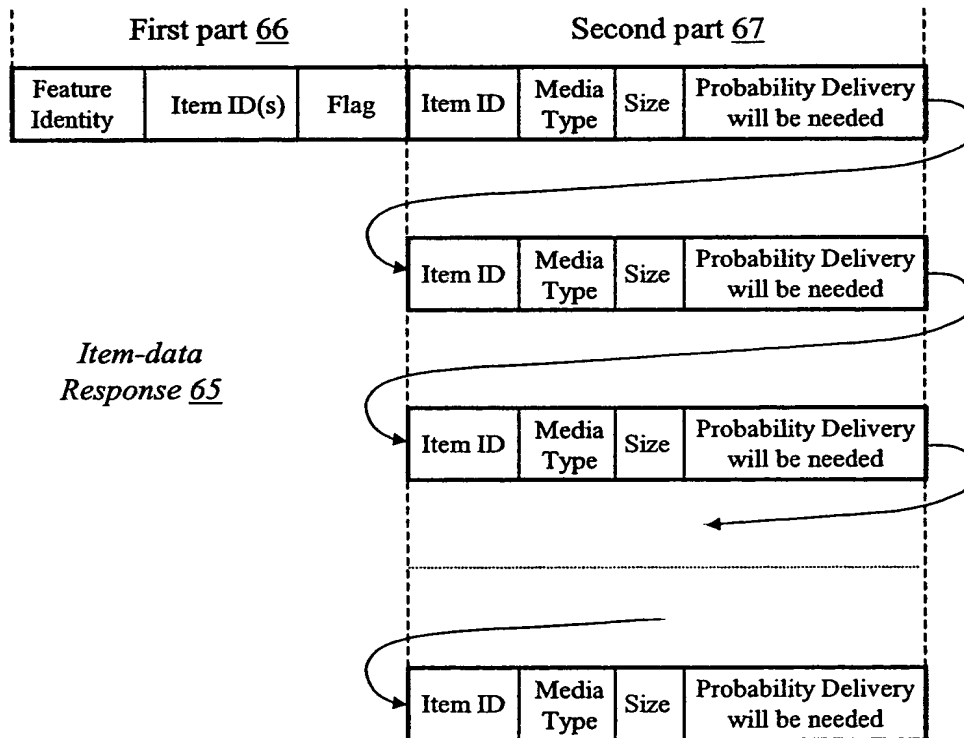 First part 66
Second part 67
Feature Identity
Item ID(s)
Flag
Item ID
Media Type
Size
Probability Delivery will be needed
Item ID
Media Type
Size
Probability Delivery will be needed
Item-data
Response 65
Item ID
Media Type
Size
Probability Delivery will be needed
Item ID
Media Type
Size
Probability Delivery will be needed